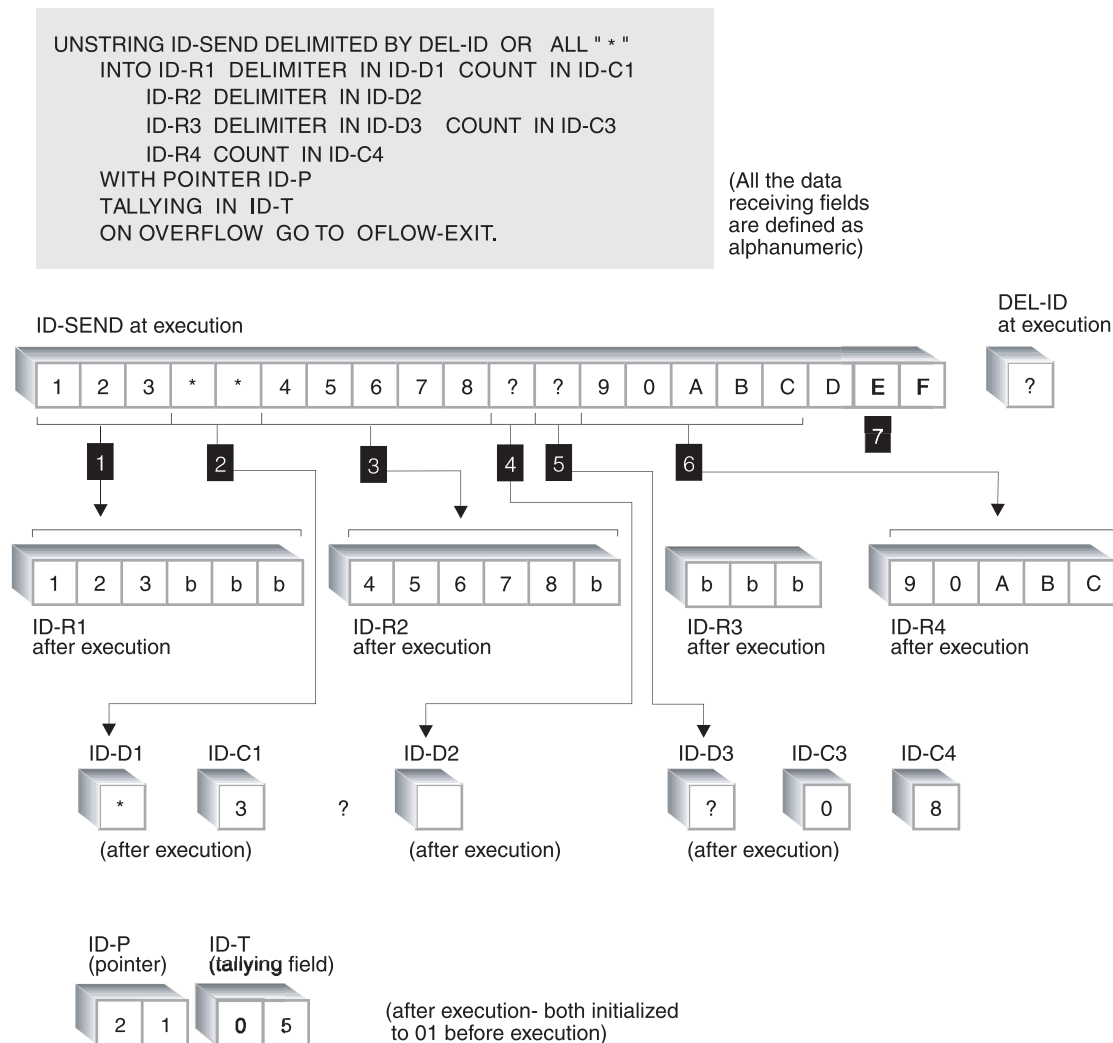 UNSTRING ID-SEND DELIMITED BY DEL-ID OR ALL " * "
INTO ID-R1 DELIMITER IN ID-D1 COUNT IN ID-C1
ID-R2 DELIMITER IN ID-D2
ID-R3 DELIMITER IN ID-D3 COUNT IN ID-C3
ID-R4 COUNT IN ID-C4
WITH POINTER ID-P
TALLYING IN ID-T
ON OVERFLOW GO TO OFLOW-EXIT.
(All the data
receiving fields
are defined as
alphanumeric)
ID-SEND at execution
DEL-ID
at execution
1 2 3 * * 4 5 6 7 8 ? ? 9 0 A B C D E F
?
1 2 3 4 5 6 7
1 2 3 b b b
4 5 6 7 8 b
b b b
9 0 A B C
ID-R1
after execution
ID-R2
after execution
ID-R3
after execution
ID-R4
after execution
ID-D1 ID-C1 ID-D2 ID-D3 ID-C3 ID-C4
* 3 ? ? 0 8
(after execution) (after execution) (after execution)
ID-P
(pointer)
ID-T
(tallying field)
2 1 0 5
(after execution- both initialized
to 01 before execution)